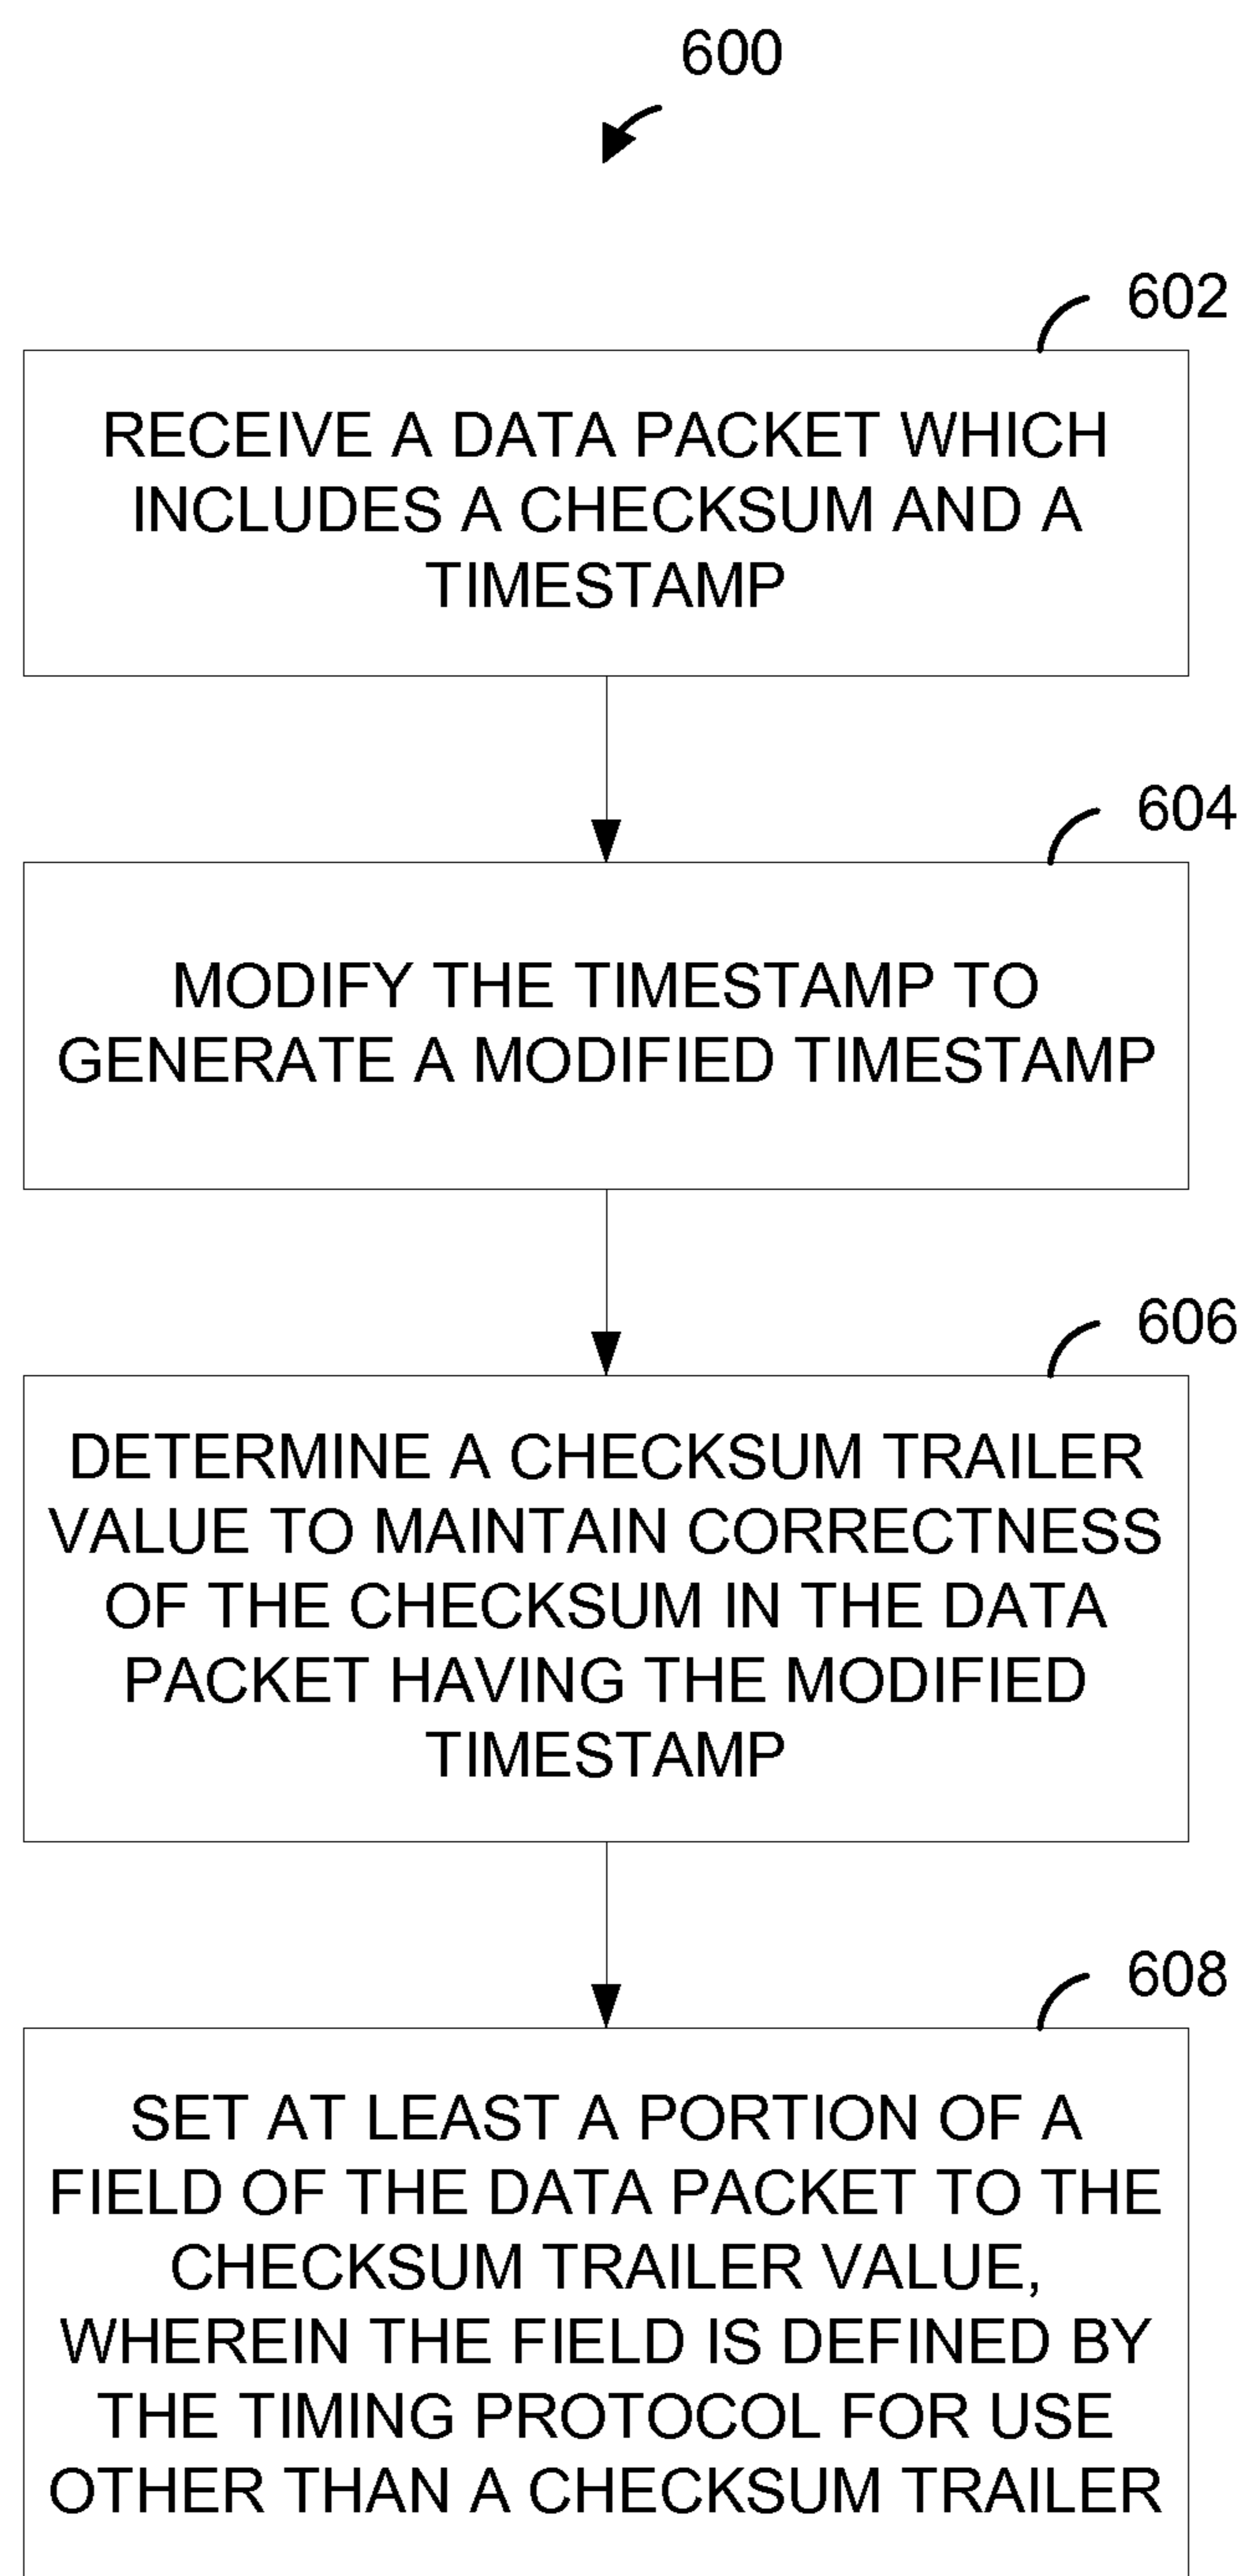 600
602
RECEIVE A DATA PACKET WHICH
INCLUDES A CHECKSUM AND A
TIMESTAMP
604
MODIFY THE TIMESTAMP TO
GENERATE A MODIFIED TIMESTAMP
606
DETERMINE A CHECKSUM TRAILER
VALUE TO MAINTAIN CORRECTNESS
OF THE CHECKSUM IN THE DATA
PACKET HAVING THE MODIFIED
TIMESTAMP
608
SET AT LEAST A PORTION OF A
FIELD OF THE DATA PACKET TO THE
CHECKSUM TRAILER VALUE,
WHEREIN THE FIELD IS DEFINED BY
THE TIMING PROTOCOL FOR USE
OTHER THAN A CHECKSUM TRAILER